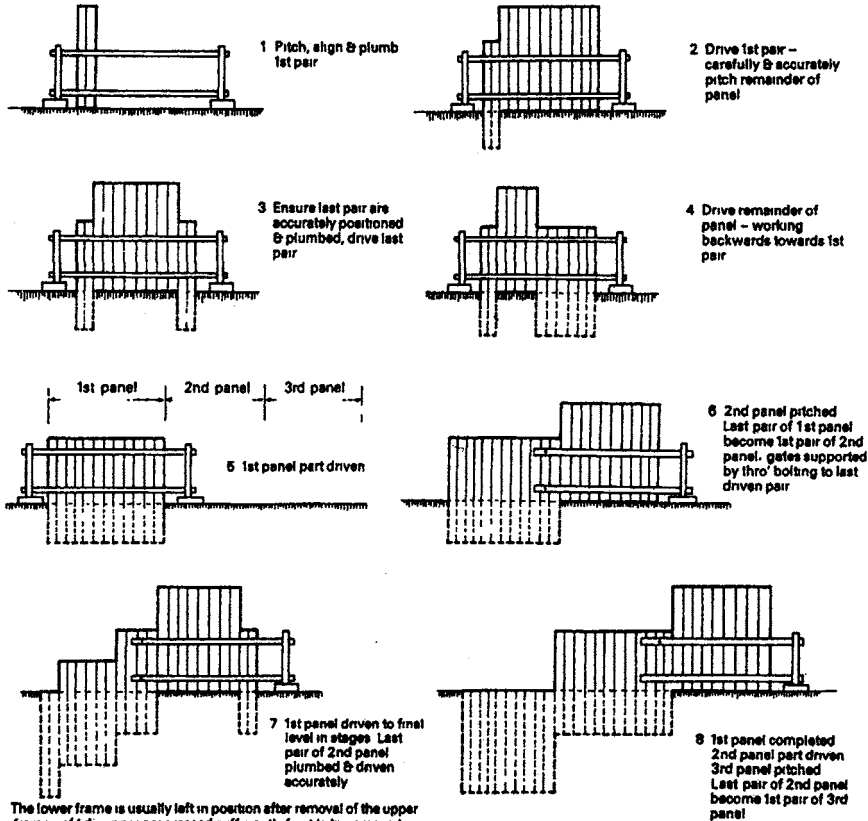 1 Pitch, align & plumb
1st pair
2 Drive 1st pair –
carefully & accurately
pitch remainder of
panel
3 Ensure last pair are
accurately positioned
& plumbed, drive last
pair
4 Drive remainder of
panel – working
backwards towards 1st
pair
1st panel 2nd panel 3rd panel
5 1st panel part driven
6 2nd panel pitched
Last pair of 1st panel
become 1st pair of 2nd
panel. gates supported
by thro' bolting to last
driven pair
7 1st panel driven to final
level in stages Last
pair of 2nd panel
plumbed & driven
accurately
8 1st panel completed
2nd panel part driven
3rd panel pitched
Last pair of 2nd panel
become 1st pair of 3rd
panel
The lower frame is usually left in position after removal of the upper